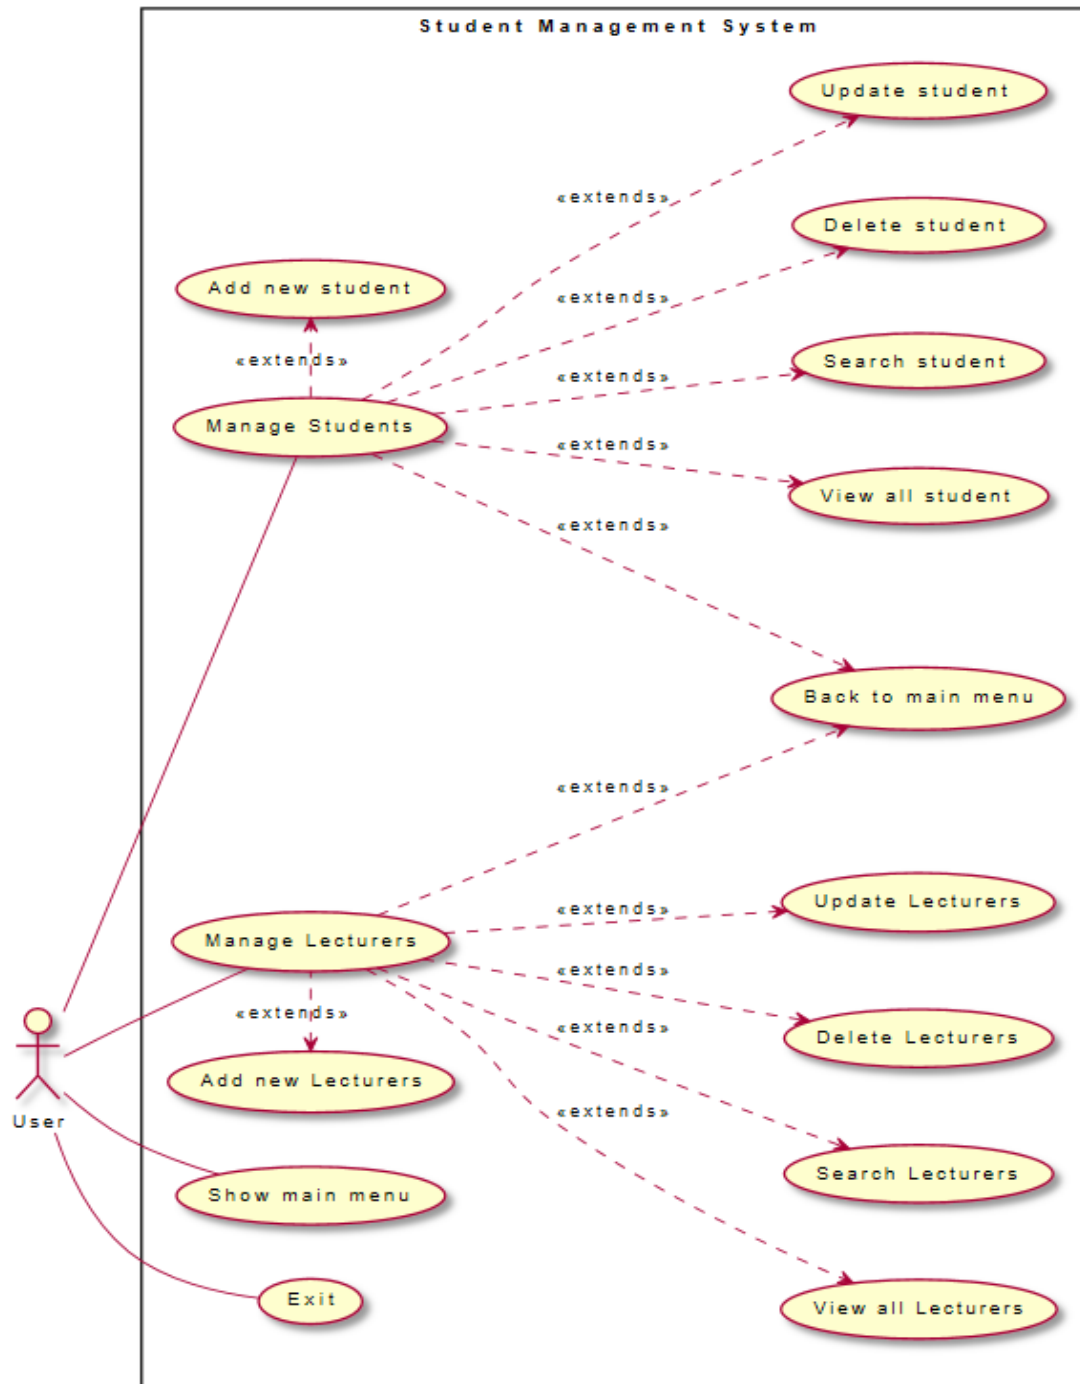 Student Management System
Update student
«extends»
Delete student
Add new student
«extends»
«extends»
Search student
«extends»
Manage Students
«extends»
View all student
«extends»
Back to main menu
«extends»
Update Lecturers
«extends»
Manage Lecturers
«extends»
«extends»
Delete Lecturers
«extends»
Add new Lecturers
«extends»
User
Search Lecturers
Show main menu
Exit
View all Lecturers